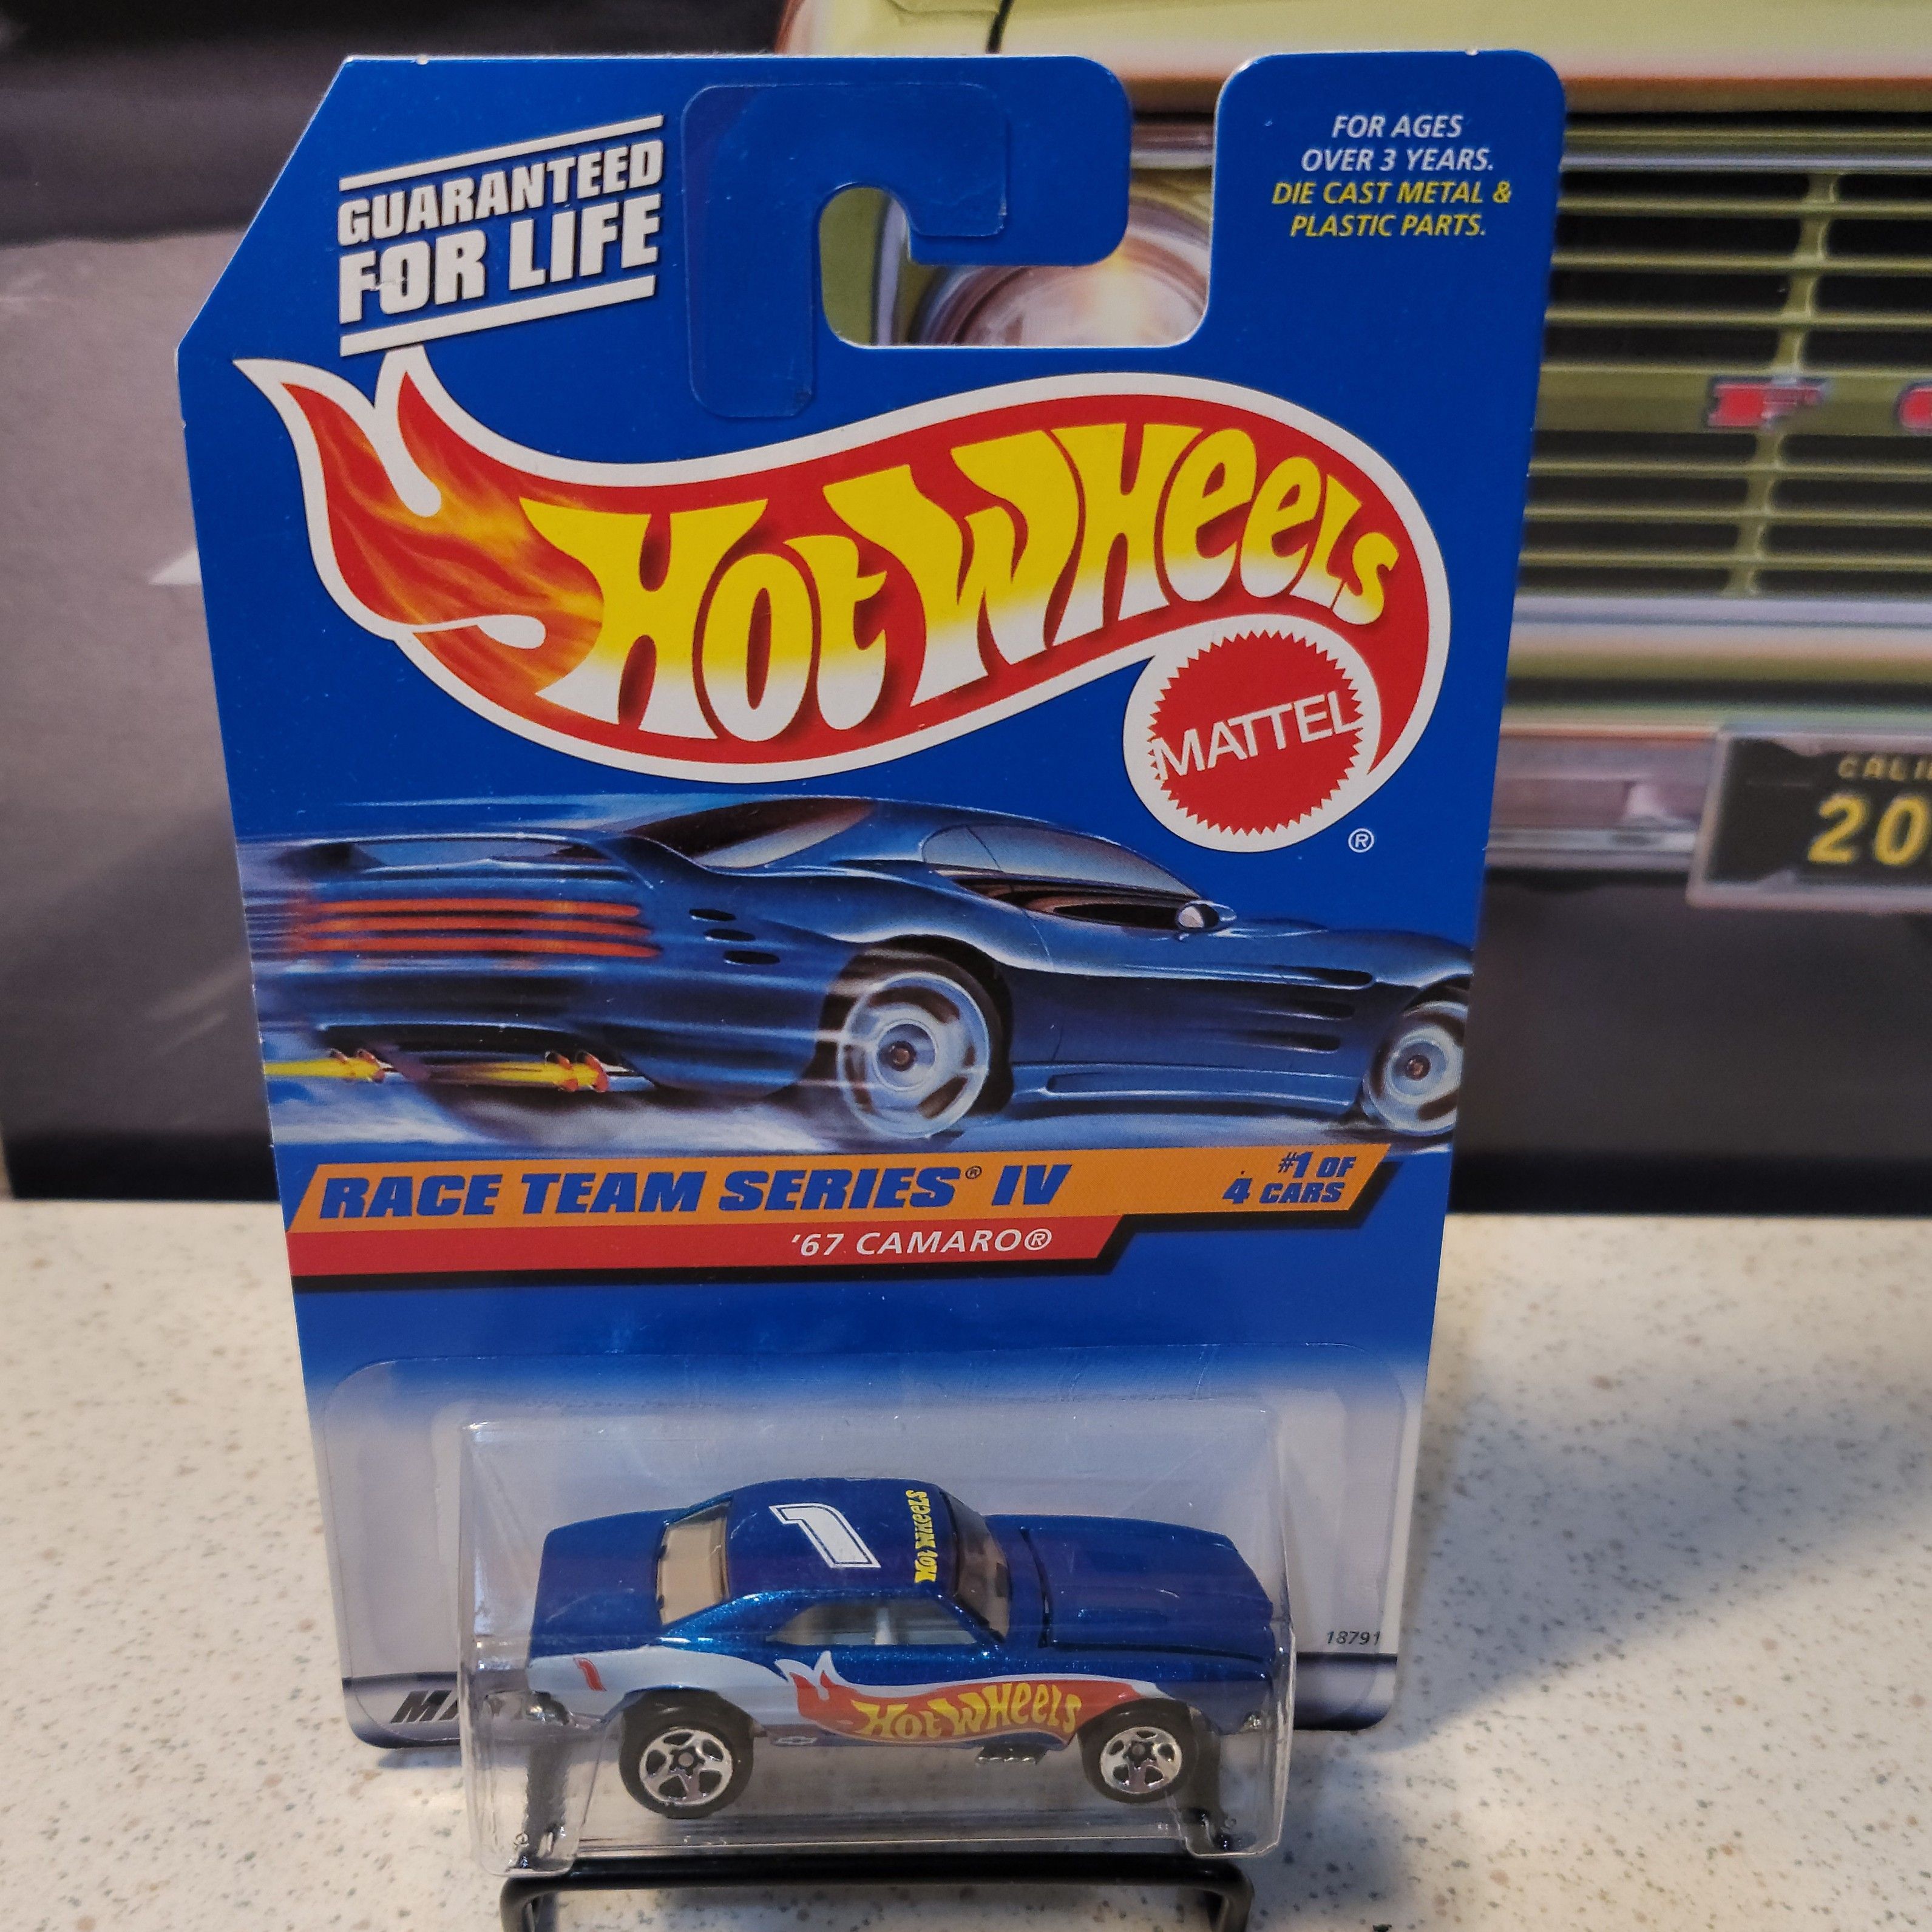 GUARANTEED
FOR LIFE
FOR AGES
OVER 3 YEARS.
DIE CAST METAL &
PLASTIC PARTS.
HOT WHEELS
MATTEL
®
RACE TEAM SERIES® IV
#1 OF
4 CARS
'67 CAMARO®
1
HOT WHEELS
1
HOT WHEELS
18791
20